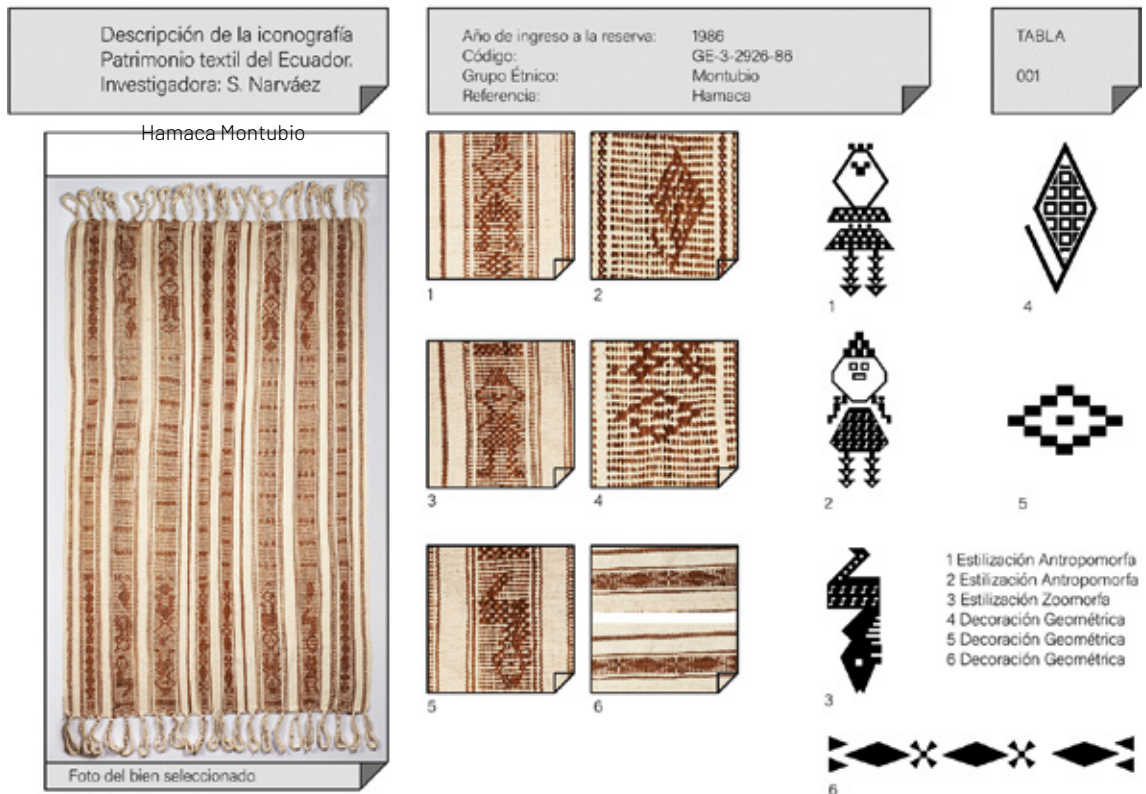 Descripción de la iconografía
Patrimonio textil del Ecuador.
Investigadora: S. Narváez
Año de ingreso a la reserva: 1986
Código: GE-3-2926-86
Grupo Étnico: Montubio
Referencia: Hamaca
TABLA
001
Hamaca Montubio
Foto del bien seleccionado
1
2
3
4
5
6
1
4
2
5
3
1 Estilización Antropomorfa
2 Estilización Antropomorfa
3 Estilización Zoomorfa
4 Decoración Geométrica
5 Decoración Geométrica
6 Decoración Geométrica
6